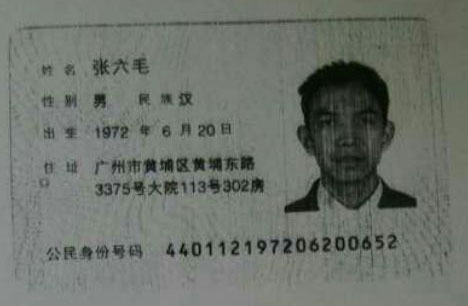 姓名 张六毛
性别 男 民族汉
出生 1972 年 6 月 20 日
住址 广州市黄埔区黄埔东路
3375号大院113号302房
公民身份号码 440112197206200652